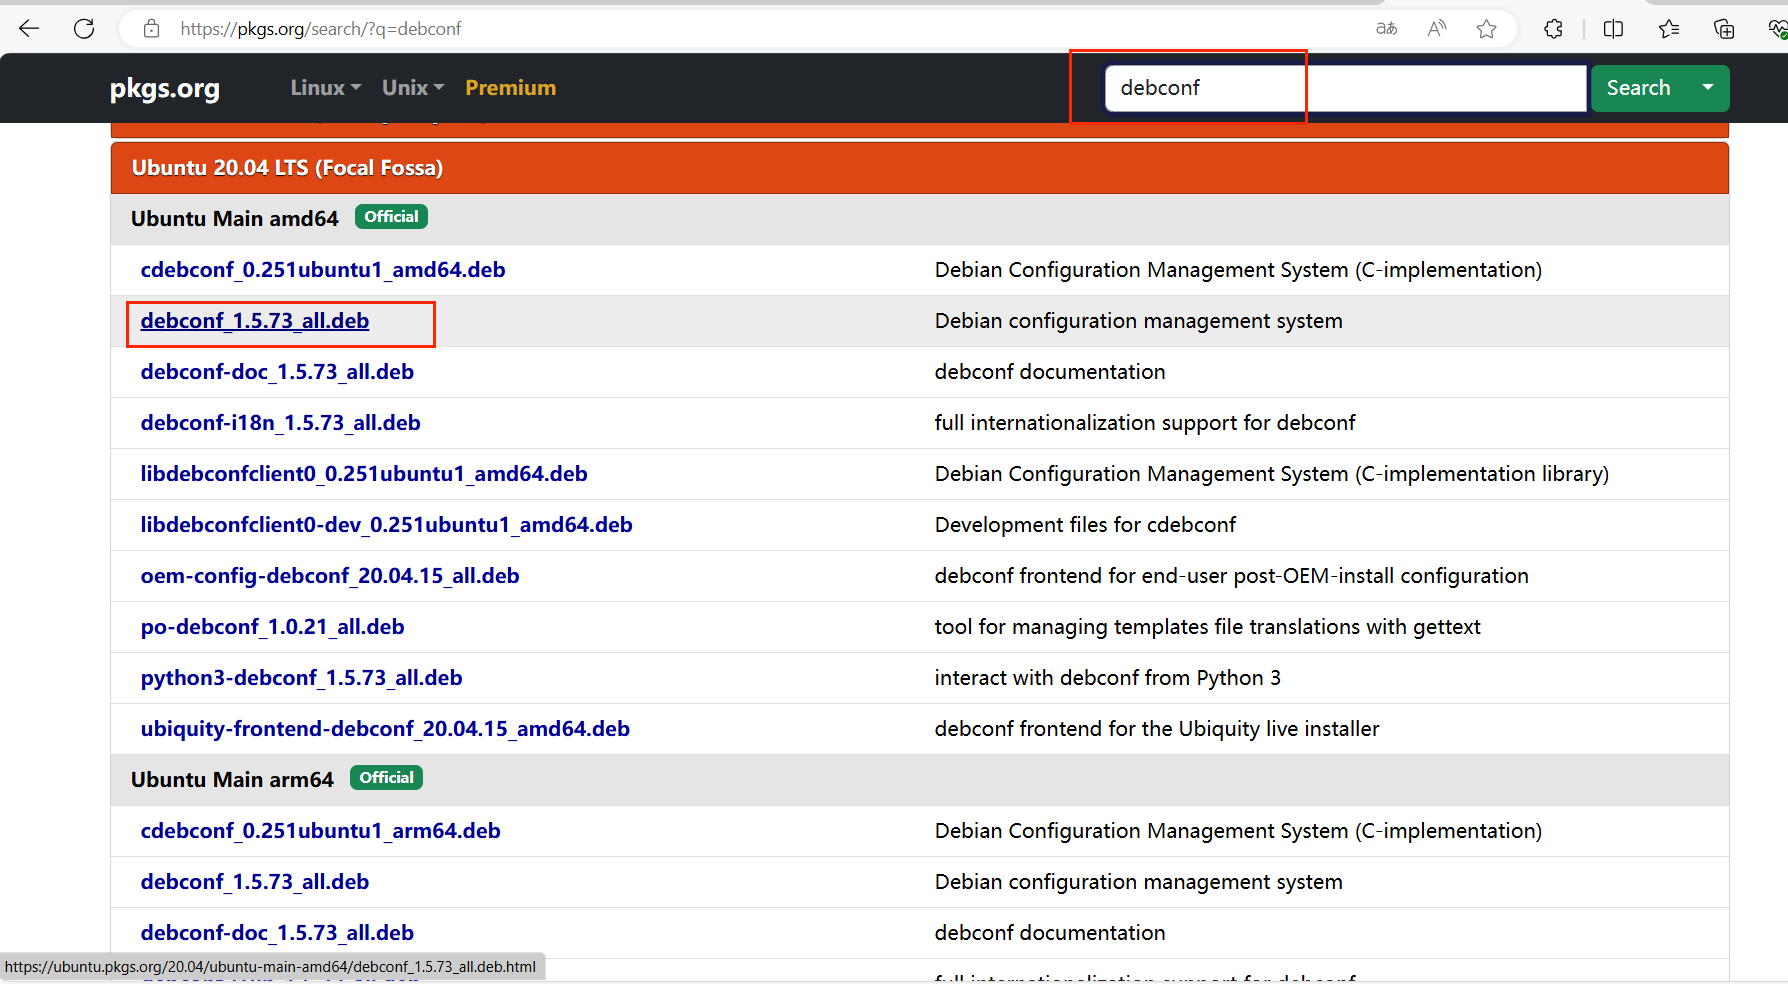 https://pkgs.org/search/?q=debconf
pkgs.org Linux Unix Premium debconf Search
Ubuntu 20.04 LTS (Focal Fossa)
Ubuntu Main amd64 Official
cdebconf_0.251ubuntu1_amd64.deb Debian Configuration Management System (C-implementation)
debconf_1.5.73_all.deb Debian configuration management system
debconf-doc_1.5.73_all.deb debconf documentation
debconf-i18n_1.5.73_all.deb full internationalization support for debconf
libdebconfclient0_0.251ubuntu1_amd64.deb Debian Configuration Management System (C-implementation library)
libdebconfclient0-dev_0.251ubuntu1_amd64.deb Development files for cdebconf
oem-config-debconf_20.04.15_all.deb debconf frontend for end-user post-OEM-install configuration
po-debconf_1.0.21_all.deb tool for managing templates file translations with gettext
python3-debconf_1.5.73_all.deb interact with debconf from Python 3
ubiquity-frontend-debconf_20.04.15_amd64.deb debconf frontend for the Ubiquity live installer
Ubuntu Main arm64 Official
cdebconf_0.251ubuntu1_arm64.deb Debian Configuration Management System (C-implementation)
debconf_1.5.73_all.deb Debian configuration management system
debconf-doc_1.5.73_all.deb debconf documentation
https://ubuntu.pkgs.org/20.04/ubuntu-main-amd64/debconf_1.5.73_all.deb.html
full internationalization support for debconf